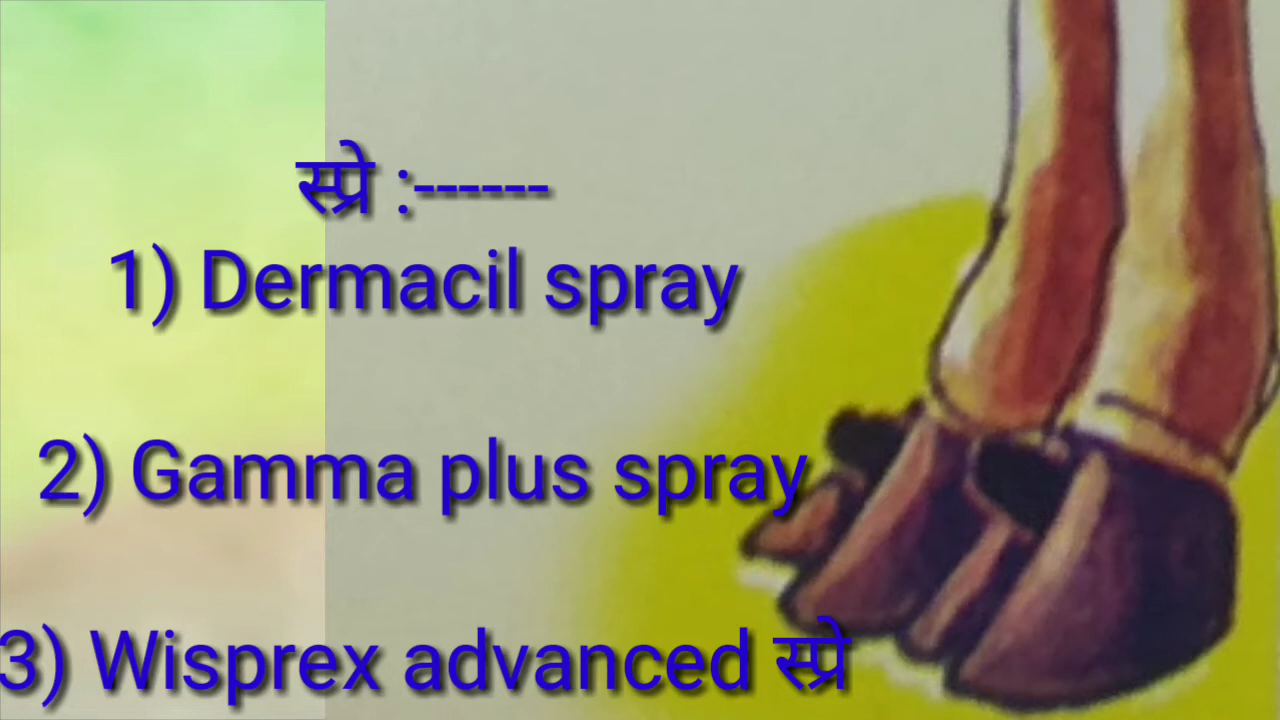 स्प्रे :------
1) Dermacil spray
2) Gamma plus spray
3) Wisprex advanced स्प्रे